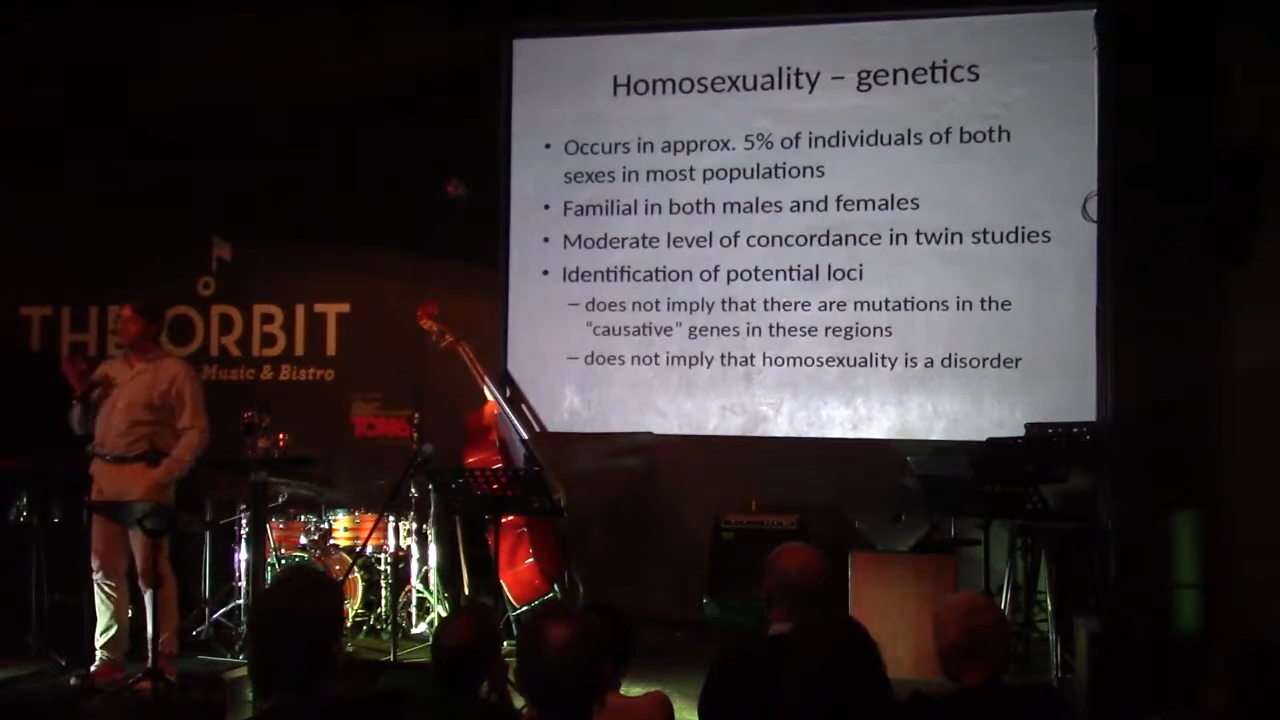 Homosexuality – genetics
• Occurs in approx. 5% of individuals of both
sexes in most populations
• Familial in both males and females
• Moderate level of concordance in twin studies
• Identification of potential loci
– does not imply that there are mutations in the
“causative” genes in these regions
– does not imply that homosexuality is a disorder
THE ORBIT
Music & Bistro